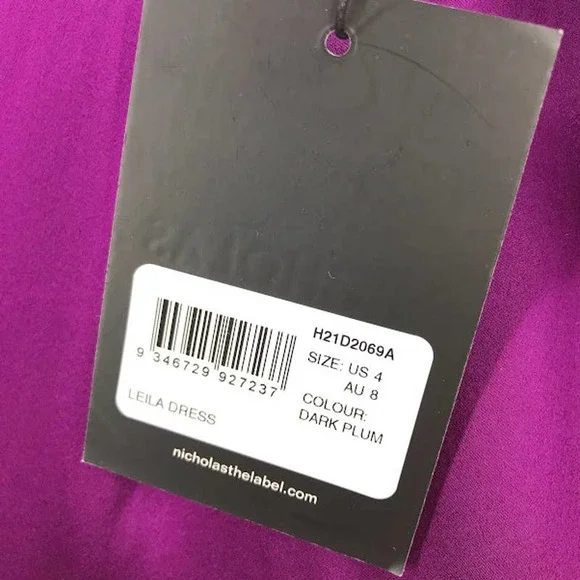 H21D2069A
SIZE: US 4
AU 8
COLOUR:
DARK PLUM
9 346729 927237
LEILA DRESS
nicholasthelabel.com